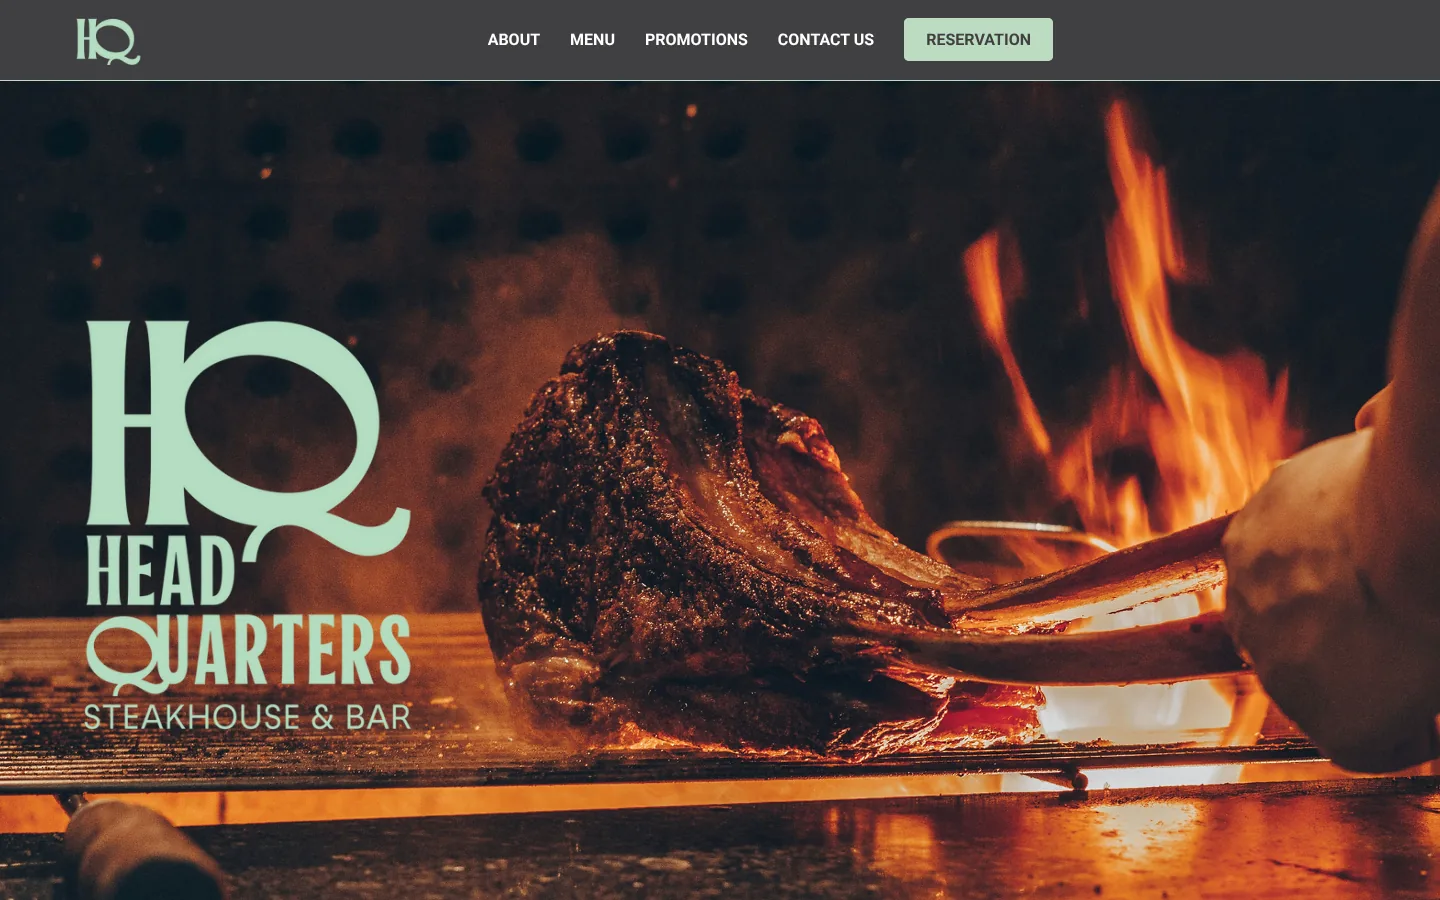 HQ
ABOUT
MENU
PROMOTIONS
CONTACT US
RESERVATION
HQ
HEAD
QUARTERS
STEAKHOUSE & BAR